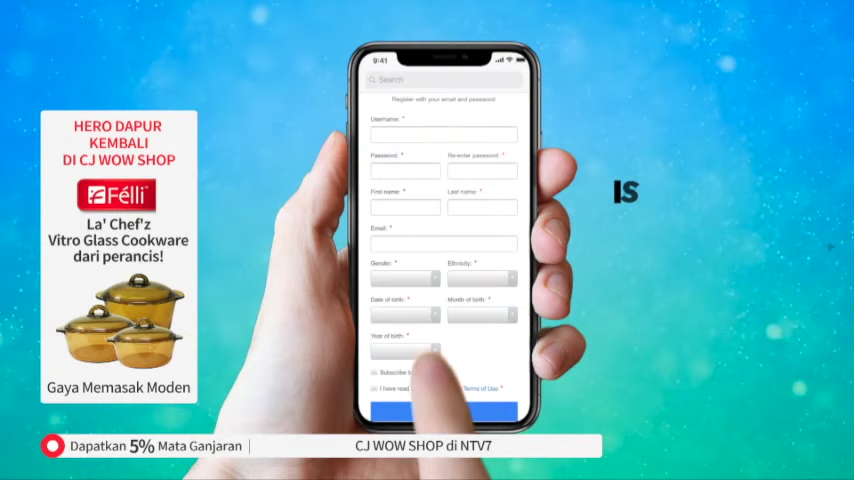 HERO DAPUR
KEMBALI
DI CJ WOW SHOP
Félli
La' Chef'z
Vitro Glass Cookware
dari perancis!
Gaya Memasak Moden
9:41
Search
Register with your email and password
Username: *
Password: * Re-enter password: *
First name: * Last name: *
Email: *
Gender: * Ethnicity: *
Date of birth: * Month of birth: *
Year of birth: *
Subscribe
I have read Terms of Use *
IS
Dapatkan 5% Mata Ganjaran
CJ WOW SHOP di NTV7